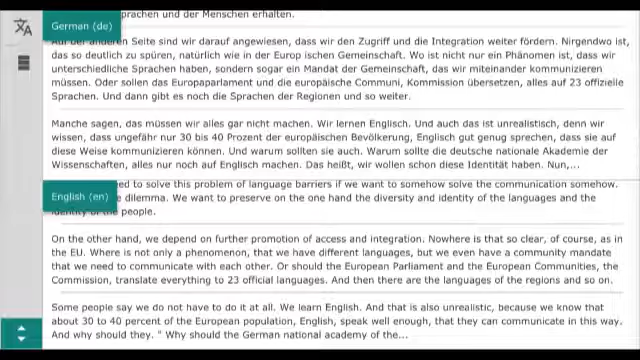 German (de)
prachen und der Menschen erhalten.
Auf der anderen Seite sind wir darauf angewiesen, dass wir den Zugriff und die Integration weiter fördern. Nirgendwo ist,
das so deutlich zu spüren, natürlich wie in der Europ ischen Gemeinschaft. Wo ist nicht nur ein Phänomen ist, dass wir
unterschiedliche Sprachen haben, sondern sogar ein Mandat der Gemeinschaft, das wir miteinander kommunizieren
müssen. Oder sollen das Europaparlament und die europäische Communi, Kommission übersetzen, alles auf 23 offizielle
Sprachen. Und dann gibt es noch die Sprachen der Regionen und so weiter.
Manche sagen, das müssen wir alles gar nicht machen. Wir lernen Englisch. Und auch das ist unrealistisch, denn wir
wissen, dass ungefähr nur 30 bis 40 Prozent der europäischen Bevölkerung, Englisch gut genug sprechen, dass sie auf
diese Weise kommunizieren können. Und warum sollten sie auch. Warum sollte die deutsche nationale Akademie der
Wissenschaften, alles nur noch auf Englisch machen. Das heißt, wir wollen schon diese Identität haben. Nun,...
English (en)
ed to solve this problem of language barriers if we want to somehow solve the communication somehow.
e dilemma. We want to preserve on the one hand the diversity and identity of the languages and the
identity of the people.
On the other hand, we depend on further promotion of access and integration. Nowhere is that so clear, of course, as in
the EU. Where is not only a phenomenon, that we have different languages, but we even have a community mandate
that we need to communicate with each other. Or should the European Parliament and the European Communities, the
Commission, translate everything to 23 official languages. And then there are the languages of the regions and so on.
Some people say we do not have to do it at all. We learn English. And that is also unrealistic, because we know that
about 30 to 40 percent of the European population, English, speak well enough, that they can communicate in this way.
And why should they. " Why should the German national academy of the...